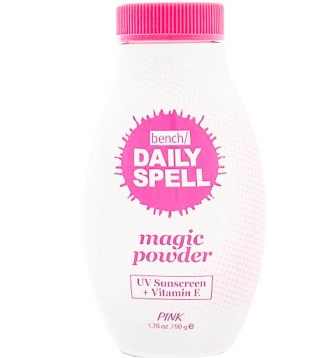 bench/
DAILY
SPELL
magic
powder
UV Sunscreen
+ Vitamin E
PINK
1.76 oz./50 g e